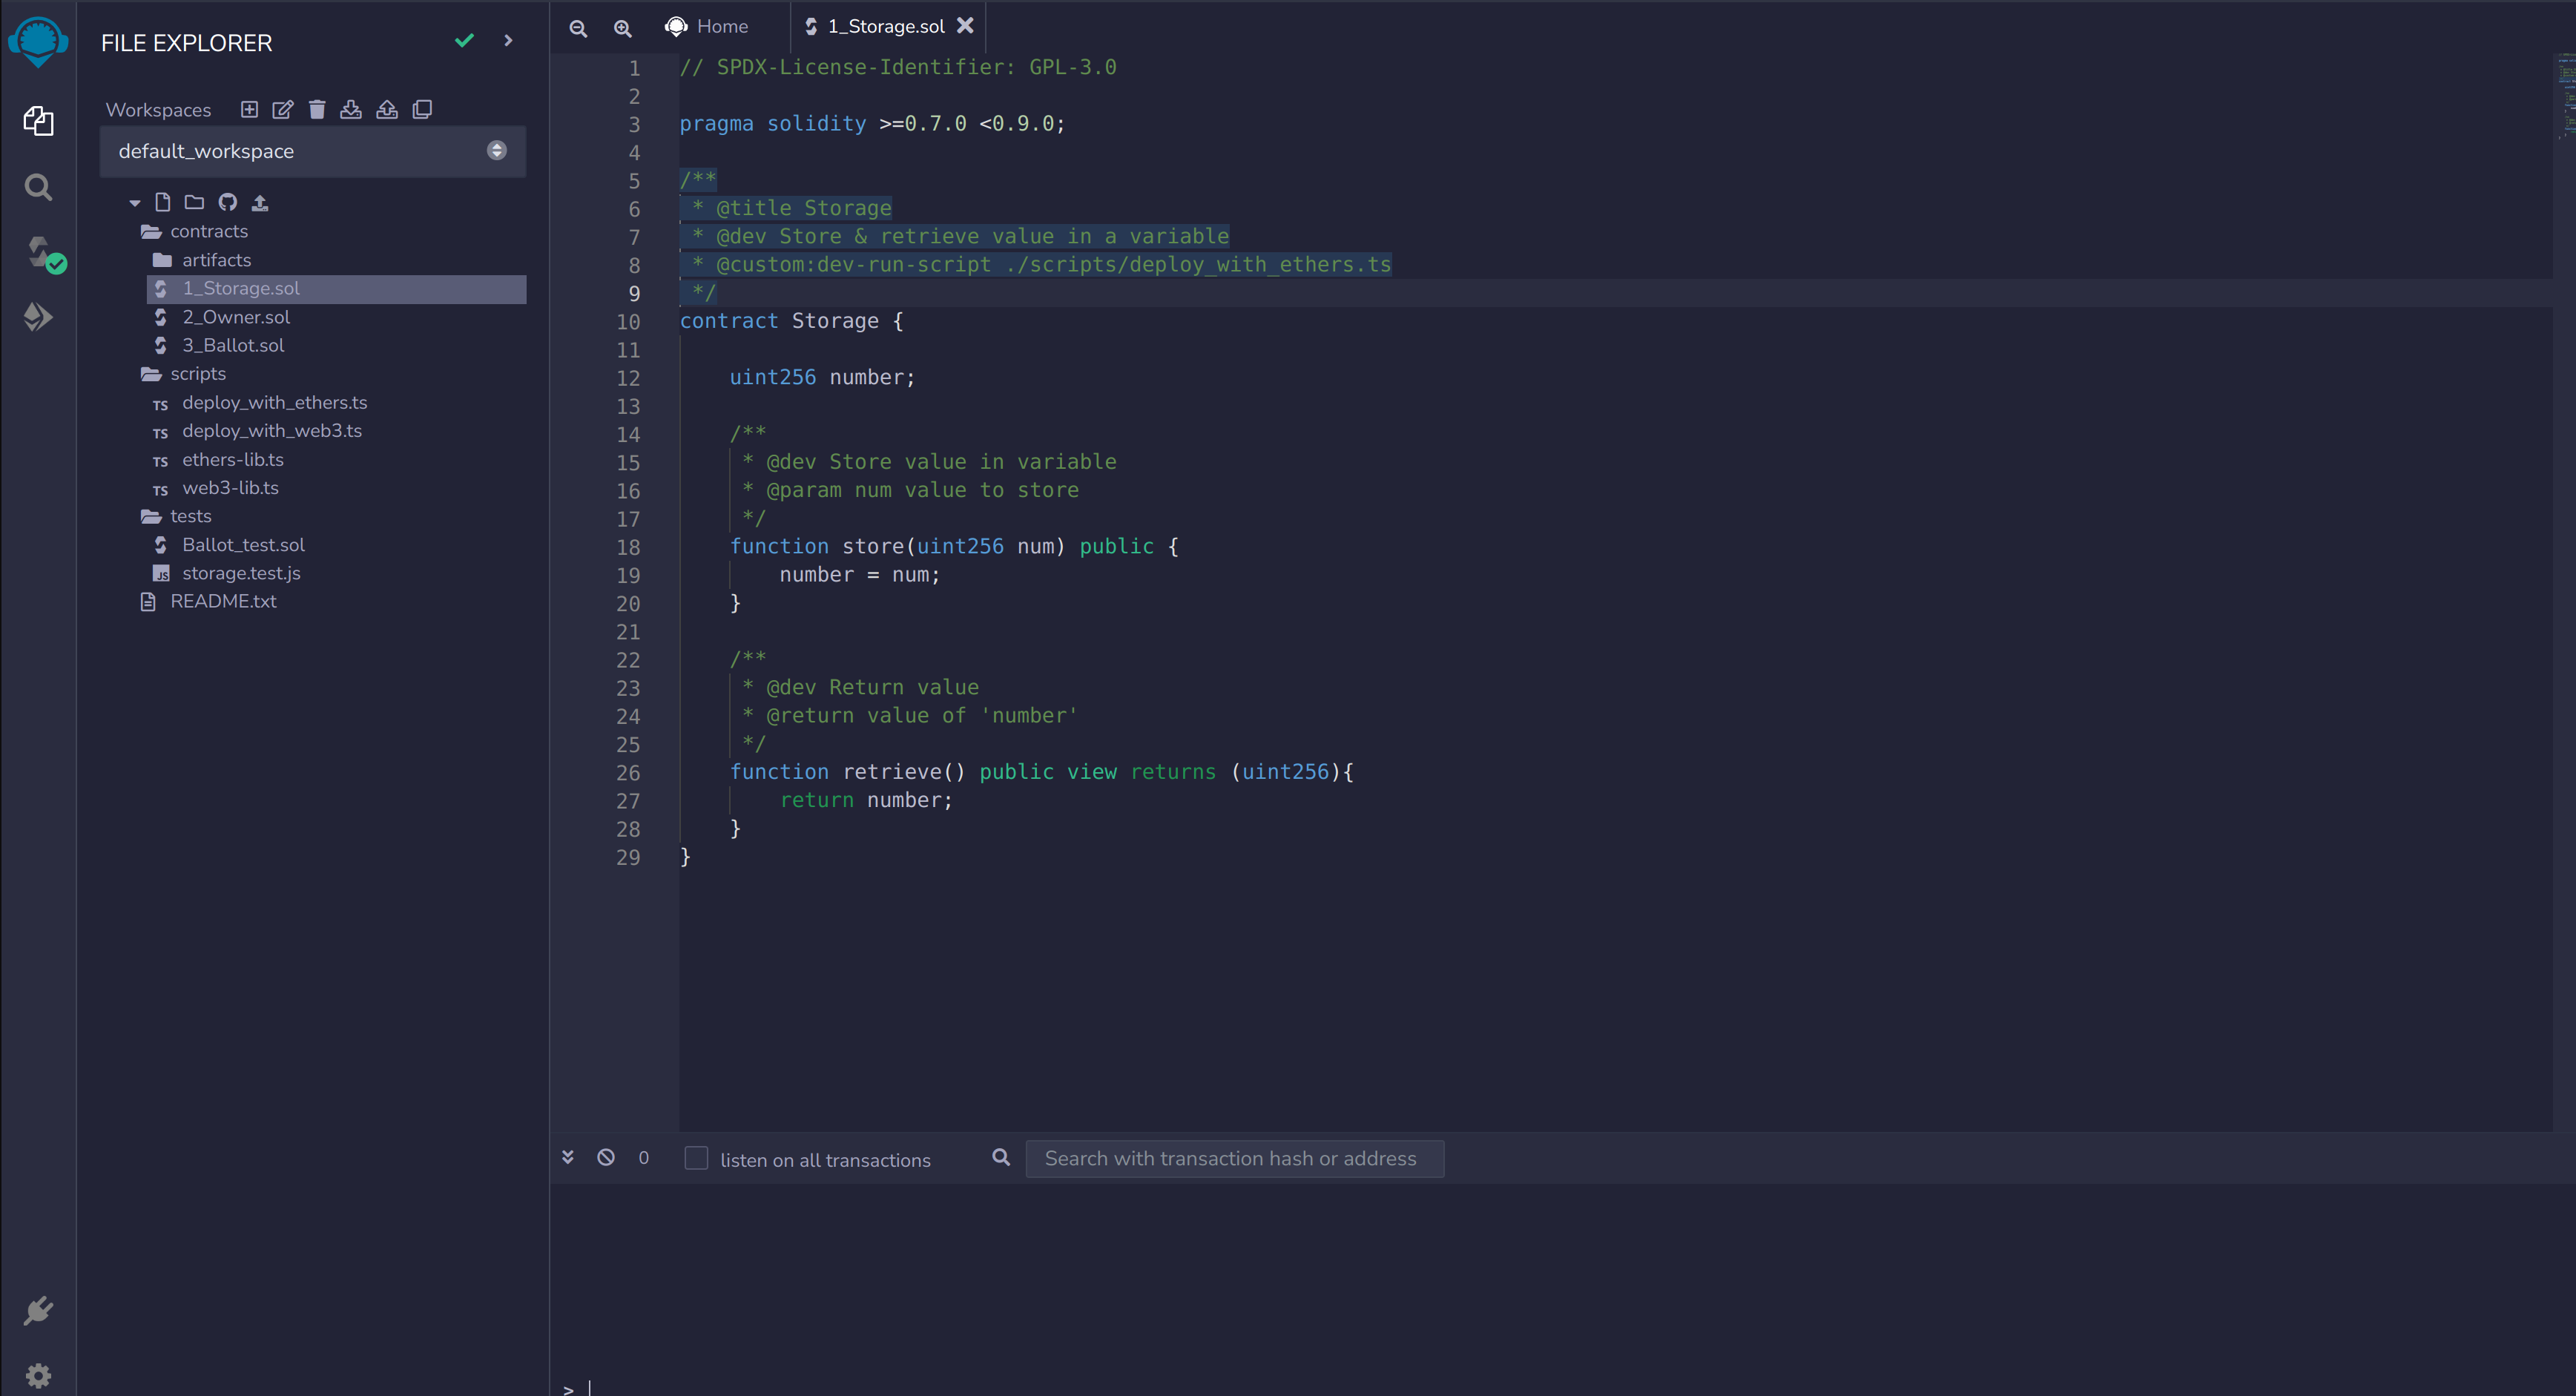 FILE EXPLORER
Workspaces
default_workspace
contracts
artifacts
1_Storage.sol
2_Owner.sol
3_Ballot.sol
scripts
TS deploy_with_ethers.ts
TS deploy_with_web3.ts
TS ethers-lib.ts
TS web3-lib.ts
tests
Ballot_test.sol
JS storage.test.js
README.txt
Home
1_Storage.sol
1 // SPDX-License-Identifier: GPL-3.0
2
3 pragma solidity >=0.7.0 <0.9.0;
4
5 /**
6  * @title Storage
7  * @dev Store & retrieve value in a variable
8  * @custom:dev-run-script ./scripts/deploy_with_ethers.ts
9  */
10 contract Storage {
11
12     uint256 number;
13
14     /**
15      * @dev Store value in variable
16      * @param num value to store
17      */
18     function store(uint256 num) public {
19         number = num;
20     }
21
22     /**
23      * @dev Return value
24      * @return value of 'number'
25      */
26     function retrieve() public view returns (uint256){
27         return number;
28     }
29 }
0 listen on all transactions Search with transaction hash or address
>